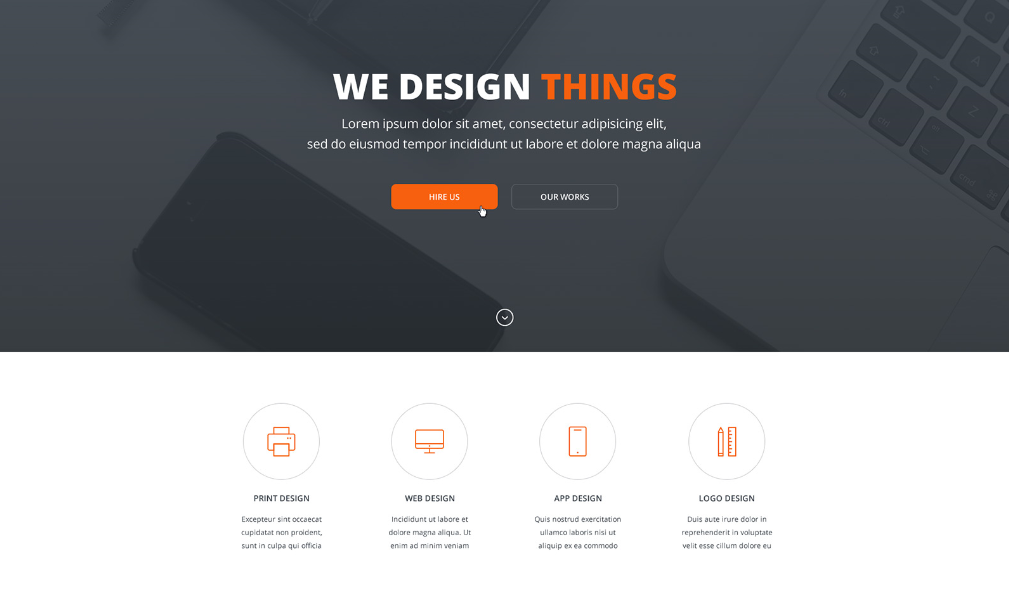 WE DESIGN THINGS
Lorem ipsum dolor sit amet, consectetur adipisicing elit,
sed do eiusmod tempor incididunt ut labore et dolore magna aliqua
HIRE US
OUR WORKS
PRINT DESIGN
Excepteur sint occaecat
cupidatat non proident,
sunt in culpa qui officia
WEB DESIGN
Incididunt ut labore et
dolore magna aliqua. Ut
enim ad minim veniam
APP DESIGN
Quis nostrud exercitation
ullamco laboris nisi ut
aliquip ex ea commodo
LOGO DESIGN
Duis aute irure dolor in
reprehenderit in voluptate
velit esse cillum dolore eu